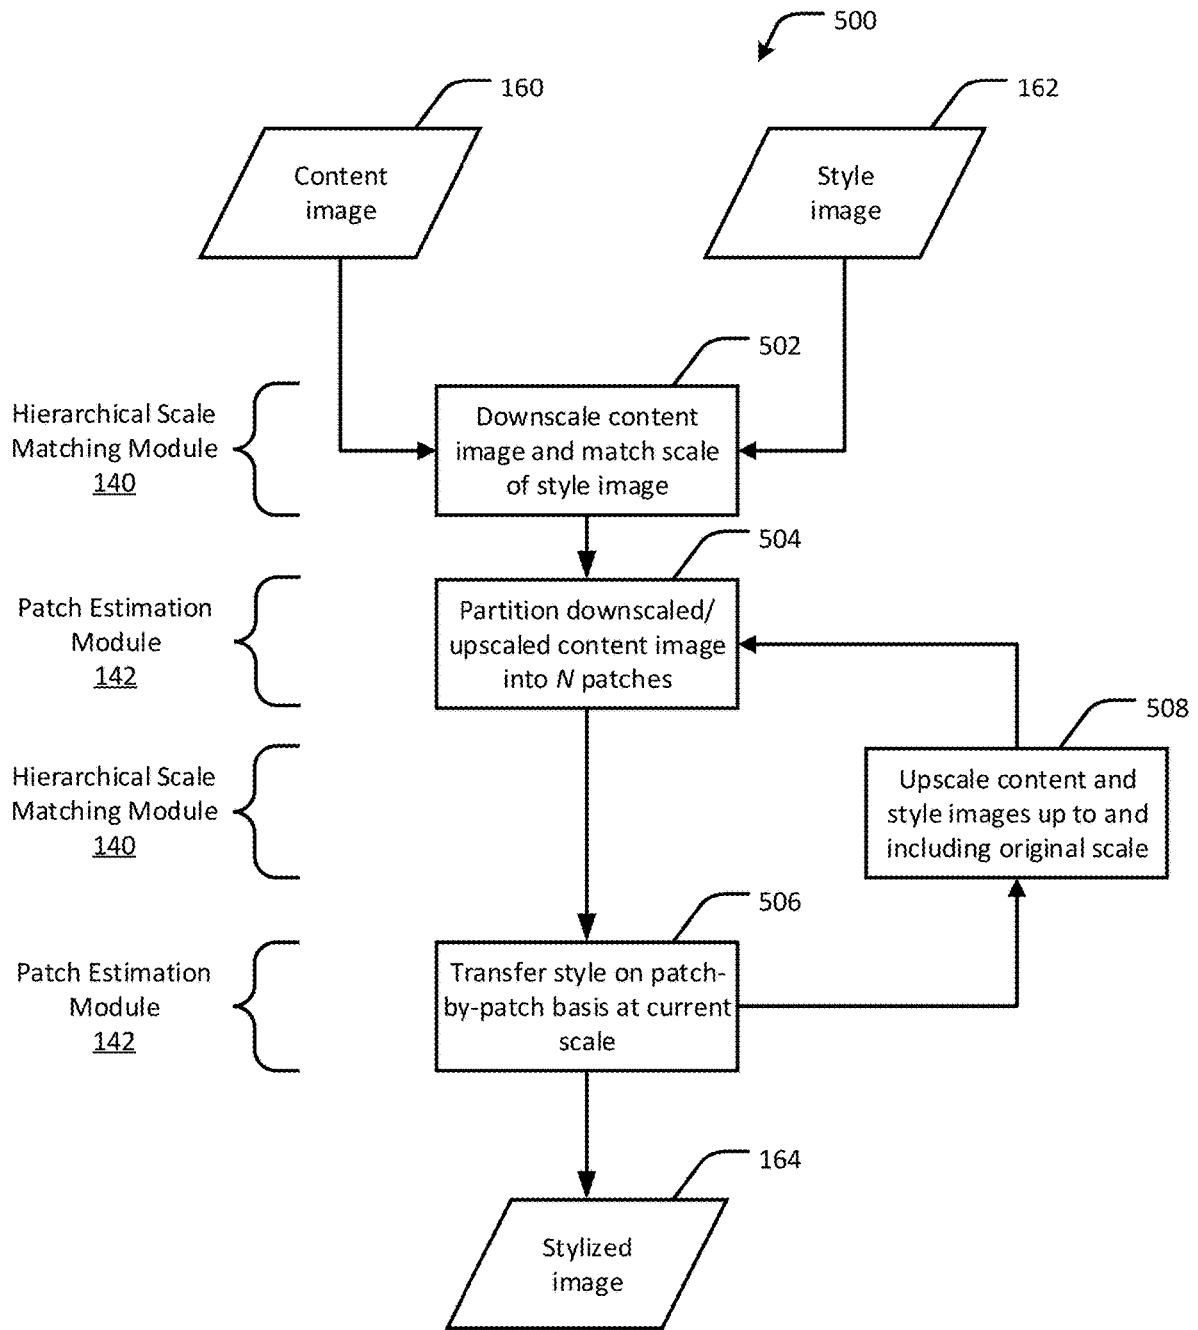 500
160
162
Content
image
Style
image
502
Hierarchical Scale
Matching Module
140
Downscale content
image and match scale
of style image
504
Patch Estimation
Module
142
Partition downscaled/
upscaled content image
into N patches
508
Hierarchical Scale
Matching Module
140
Upscale content and
style images up to and
including original scale
506
Patch Estimation
Module
142
Transfer style on patch-
by-patch basis at current
scale
164
Stylized
image